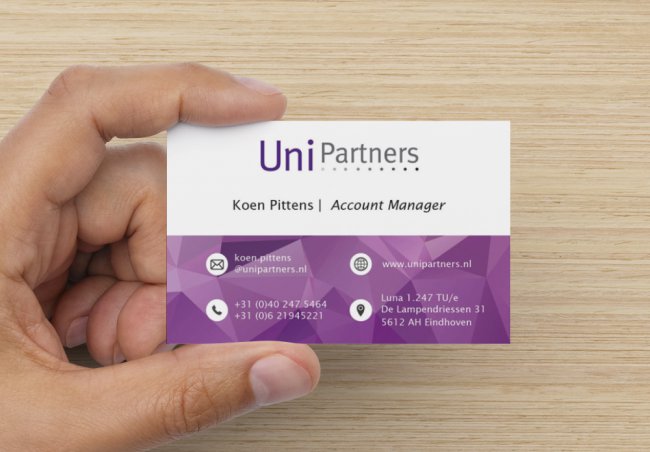 Uni Partners
Koen Pittens | Account Manager
koen.pittens
@unipartners.nl
www.unipartners.nl
+31 (0)40 247 5464
+31 (0)6 21945221
Luna 1.247 TU/e
De Lampendriessen 31
5612 AH Eindhoven